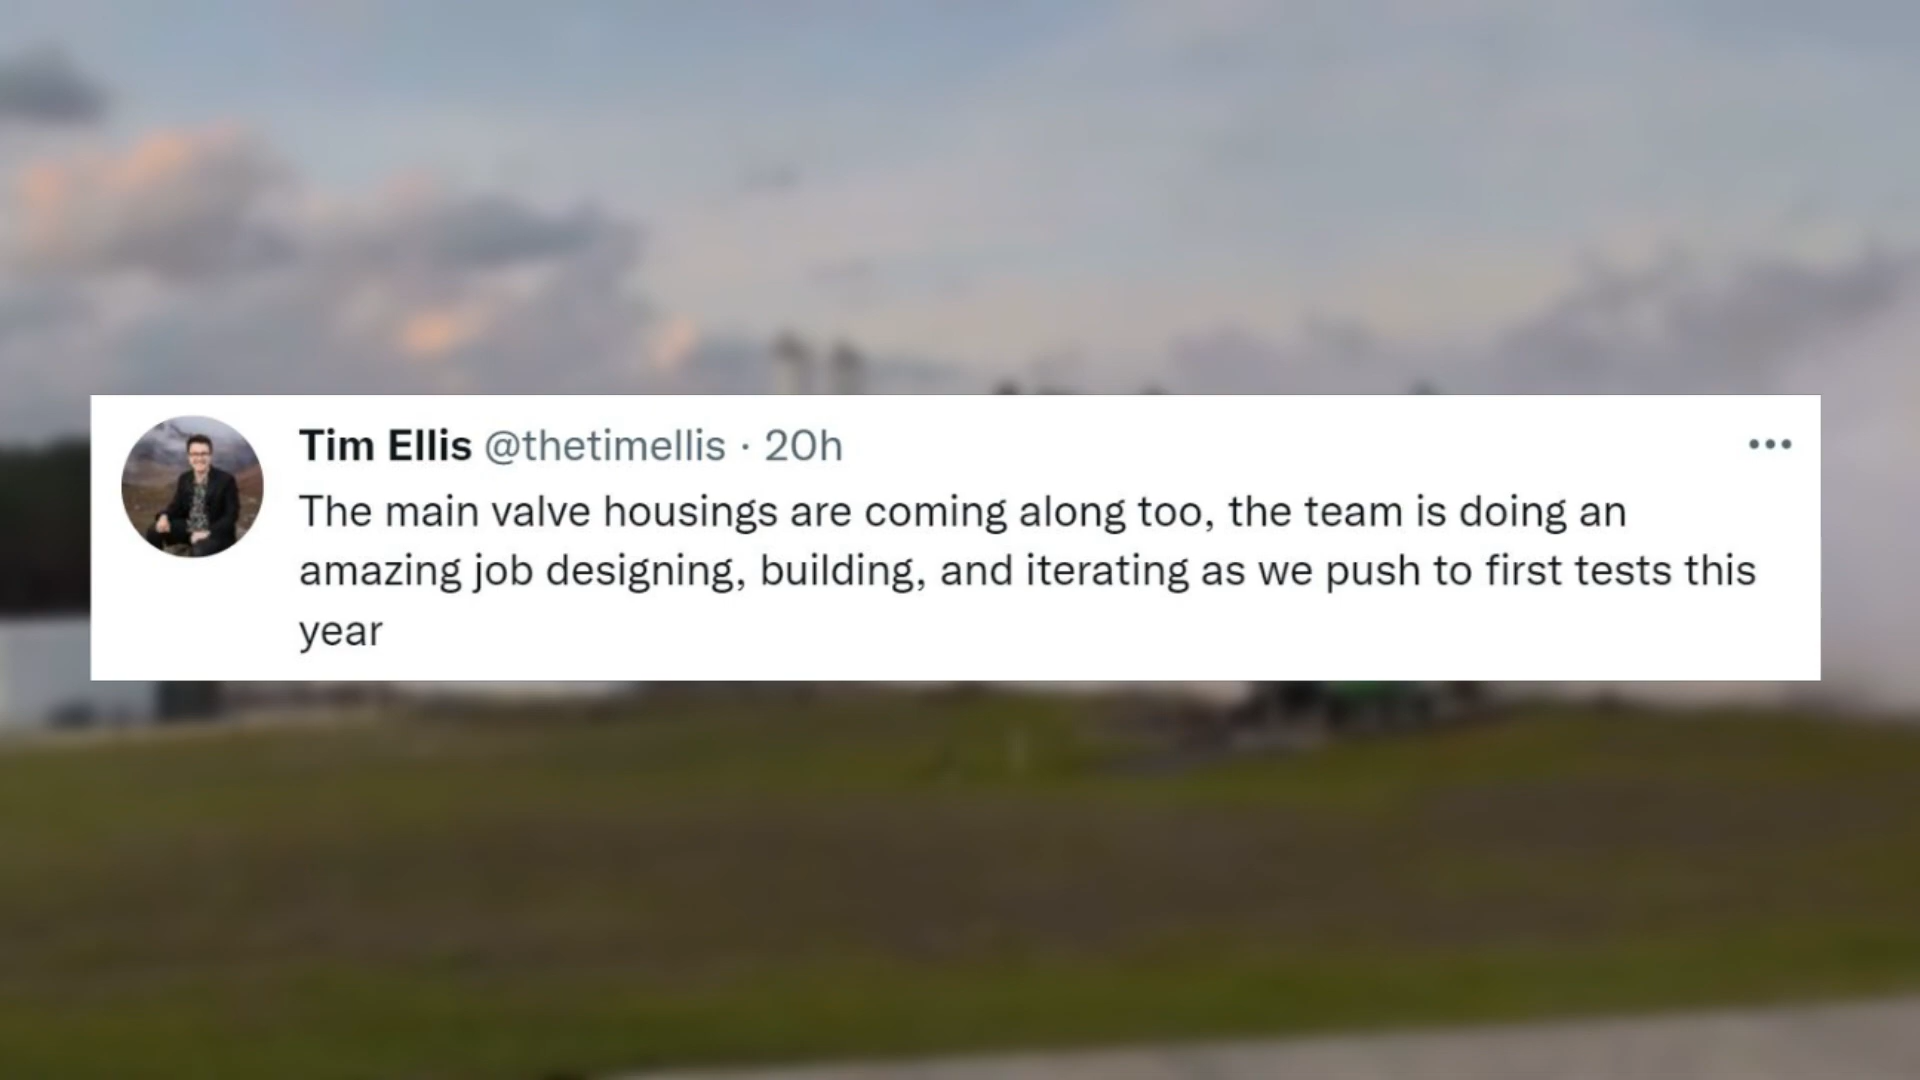 Tim Ellis @thetimellis · 20h
The main valve housings are coming along too, the team is doing an
amazing job designing, building, and iterating as we push to first tests this
year